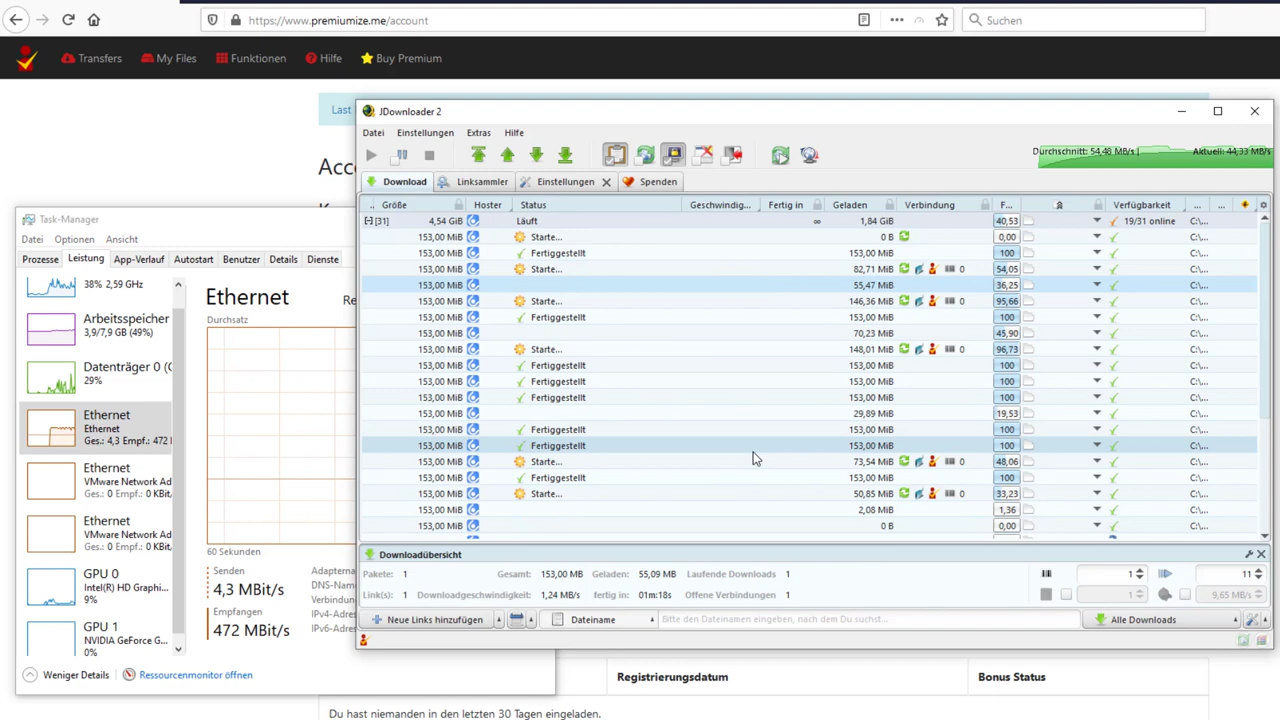 https://www.premiumize.me/account
Suchen
Transfers My Files Funktionen Hilfe Buy Premium
Last
Acc
JDownloader 2
Datei Einstellungen Extras Hilfe
Durchschnitt: 54,48 MB/s | Aktuell: 44,33 MB/s
Download Linksammler Einstellungen Spenden
.. Größe Hoster Status Geschwindig... Fertig in Geladen Verbindung F... Verfügbarkeit ... ...
[31] 4,54 GiB Läuft ∞ 1,84 GiB 40,53 19/31 online
153,00 MiB Starte... 0 B 0,00
153,00 MiB Fertiggestellt 153,00 MiB 100 C:\...
153,00 MiB Starte... 82,71 MiB 0 54,05 C:\...
153,00 MiB 55,47 MiB 36,25 C:\...
153,00 MiB Starte... 146,36 MiB 0 95,66 C:\...
153,00 MiB Fertiggestellt 153,00 MiB 100 C:\...
153,00 MiB 70,23 MiB 45,90 C:\...
153,00 MiB Starte... 148,01 MiB 0 96,73 C:\...
153,00 MiB Fertiggestellt 153,00 MiB 100 C:\...
153,00 MiB Fertiggestellt 153,00 MiB 100 C:\...
153,00 MiB Fertiggestellt 153,00 MiB 100 C:\...
153,00 MiB 29,89 MiB 19,53 C:\...
153,00 MiB Fertiggestellt 153,00 MiB 100 C:\...
153,00 MiB Fertiggestellt 153,00 MiB 100 C:\...
153,00 MiB Starte... 73,54 MiB 0 48,06 C:\...
153,00 MiB Fertiggestellt 153,00 MiB 100 C:\...
153,00 MiB Starte... 50,85 MiB 0 33,23 C:\...
153,00 MiB 2,08 MiB 1,36 C:\...
153,00 MiB 0 B 0,00 C:\...
Downloadübersicht
Pakete: 1 Gesamt: 153,00 MB Geladen: 55,09 MB Laufende Downloads 1 1 11
Link(s): 1 Downloadgeschwindigkeit: 1,24 MB/s fertig in: 01m:18s Offene Verbindungen 1 1 9,65 MB/s
Neue Links hinzufügen Dateiname Bitte den Dateinamen eingeben, nach dem Du suchst... Alle Downloads
Task-Manager
Datei Optionen Ansicht
Prozesse Leistung App-Verlauf Autostart Benutzer Details Dienste
38% 2,59 GHz
Arbeitsspeicher
3,9/7,9 GB (49%)
Datenträger 0 (
29%
Ethernet
Ethernet
Ges.: 4,3 Empf.: 472
Ethernet
VMware Network Ad
Ges.: 0 Empf.: 0 KBit,
Ethernet
VMware Network Ad
Ges.: 0 Empf.: 0 KBit,
GPU 0
Intel(R) HD Graphi...
9%
GPU 1
NVIDIA GeForce G...
0%
Ethernet Re
Durchsatz
60 Sekunden
Senden
4,3 MBit/s
Empfangen
472 MBit/s
Adapterna
DNS-Name
Verbindun
IPv4-Adres
IPv6-Adres
Weniger Details Ressourcenmonitor öffnen
Registrierungsdatum Bonus Status
Du hast niemanden in den letzten 30 Tagen eingeladen.